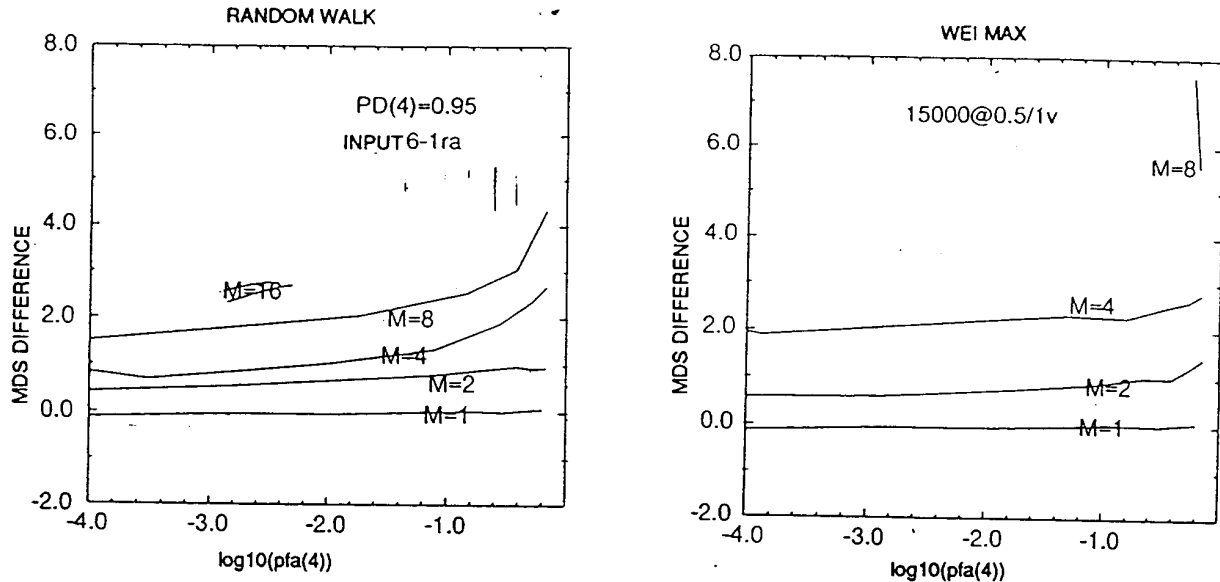 RANDOM WALK
8.0
6.0
4.0
2.0
0.0
-2.0
MDS DIFFERENCE
PD(4)=0.95
INPUT 6-1ra
M=16
M=8
M=4
M=2
M=1
-4.0 -3.0 -2.0 -1.0
log10(pfa(4))
WEI MAX
8.0
6.0
4.0
2.0
0.0
-2.0
MDS DIFFERENCE
15000@0.5/1v
M=8
M=4
M=2
M=1
-4.0 -3.0 -2.0 -1.0
log10(pfa(4))